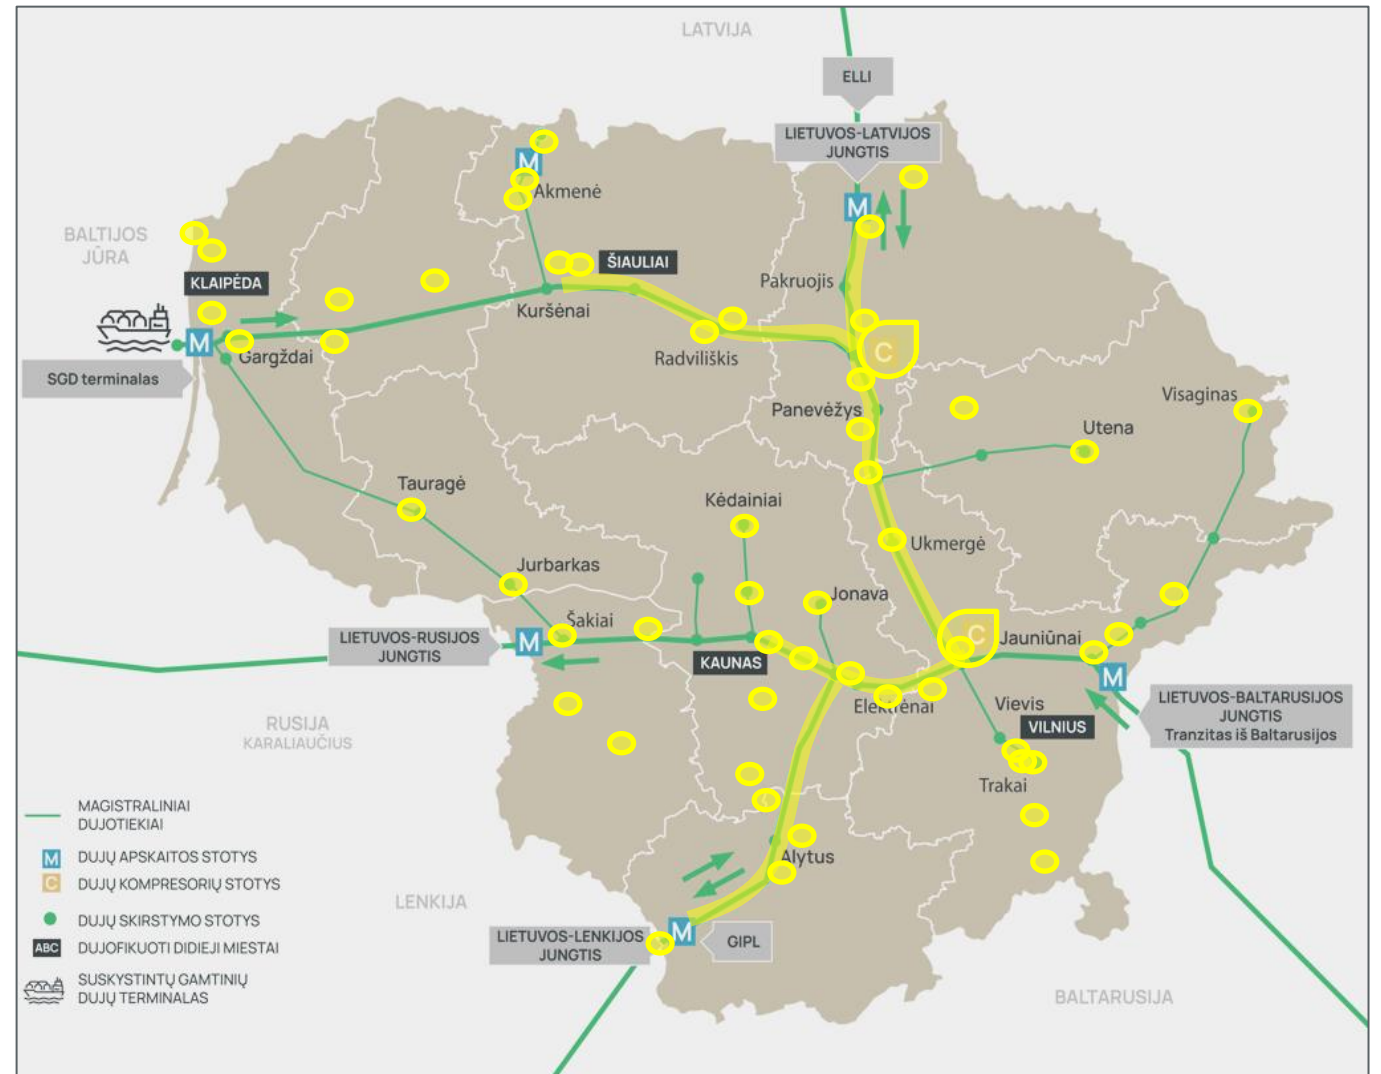 LATVIJA
ELLI
LIETUVOS-LATVIJOS
JUNGTIS
M
M
Akmenė
BALTIJOS
JŪRA
KLAIPĖDA
ŠIAULIAI
Pakruojis
Kuršėnai
M
Gargždai
Radviliškis
C
SGD terminalas
Panevėžys
Visaginas
Utena
Tauragė
Kėdainiai
Ukmergė
Jurbarkas
Jonava
Šakiai
LIETUVOS-RUSIJOS
JUNGTIS
M
KAUNAS
C
Jauniūnai
M
Elektrėnai
Vievis
VILNIUS
LIETUVOS-BALTARUSIJOS
JUNGTIS
Tranzitas iš Baltarusijos
RUSIJA
KARALIAUČIUS
Trakai
MAGISTRALINIAI
DUJOTIEKIAI
M DUJŲ APSKAITOS STOTYS
C DUJŲ KOMPRESORIŲ STOTYS
DUJŲ SKIRSTYMO STOTYS
ABC DUJOFIKUOTI DIDIEJI MIESTAI
SUSKYSTINTŲ GAMTINIŲ
DUJŲ TERMINALAS
Alytus
LENKIJA
LIETUVOS-LENKIJOS
JUNGTIS
M
GIPL
BALTARUSIJA